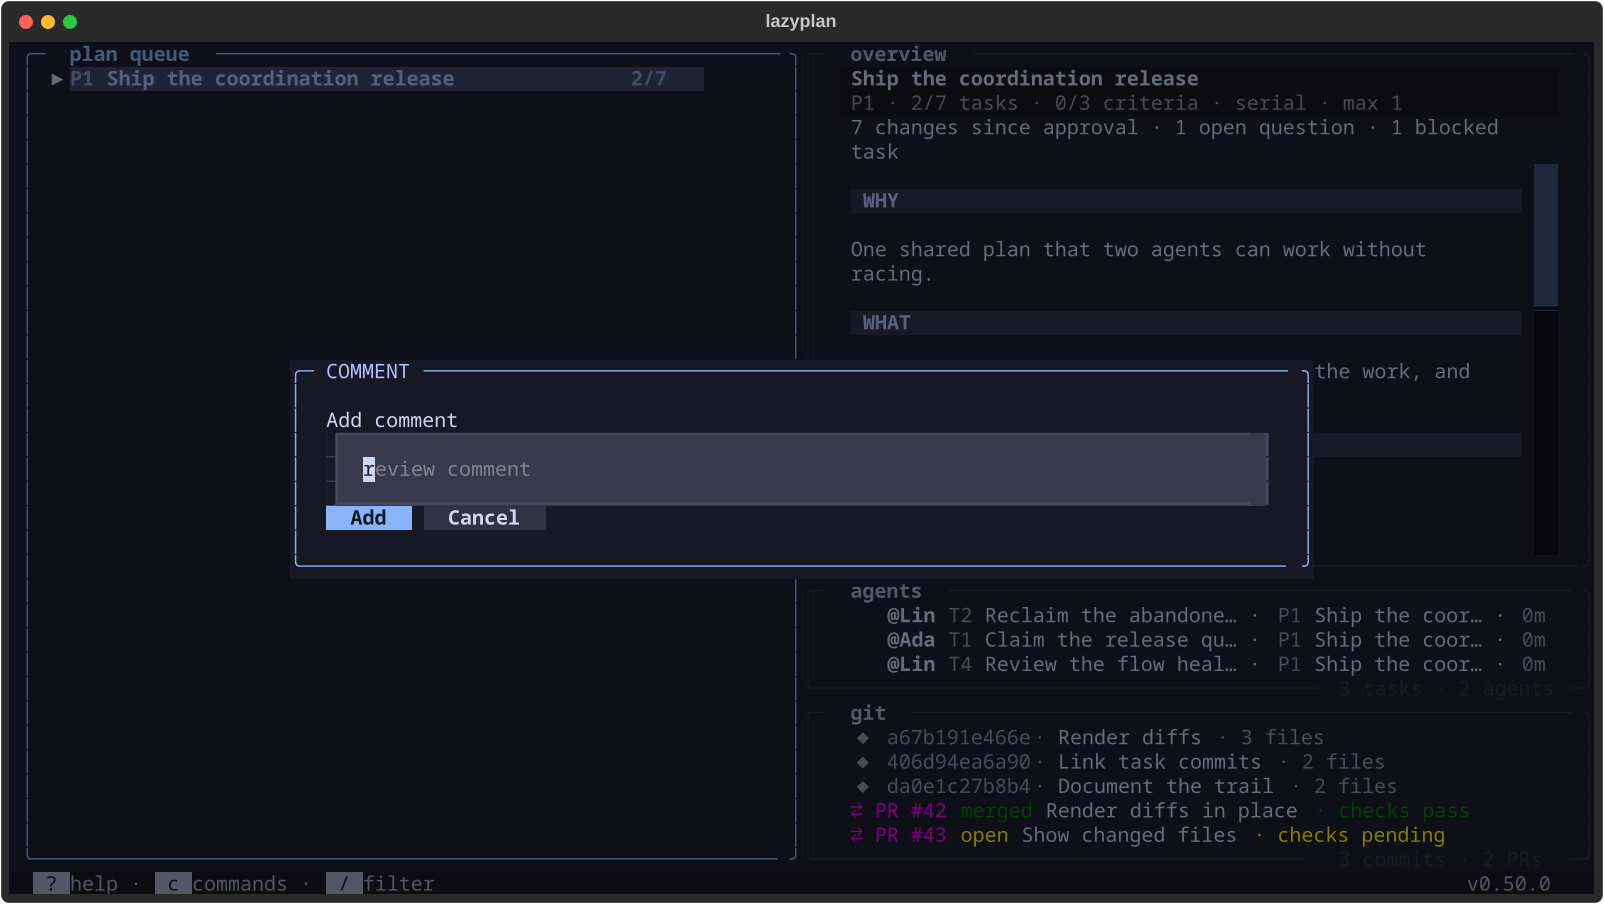 lazyplan
plan queue
▶ P1 Ship the coordination release 2/7
overview
Ship the coordination release
P1 · 2/7 tasks · 0/3 criteria · serial · max 1
7 changes since approval · 1 open question · 1 blocked
task
WHY
One shared plan that two agents can work without
racing.
WHAT
the work, and
COMMENT
Add comment
review comment
Add Cancel
agents
@Lin T2 Reclaim the abandone… · P1 Ship the coor… · 0m
@Ada T1 Claim the release qu… · P1 Ship the coor… · 0m
@Lin T4 Review the flow heal… · P1 Ship the coor… · 0m
3 tasks · 2 agents
git
◆ a67b191e466e · Render diffs · 3 files
◆ 406d94ea6a90 · Link task commits · 2 files
◆ da0e1c27b8b4 · Document the trail · 2 files
⇄ PR #42 merged Render diffs in place · checks pass
⇄ PR #43 open Show changed files · checks pending
3 commits · 2 PRs
? help · c commands · / filter
v0.50.0